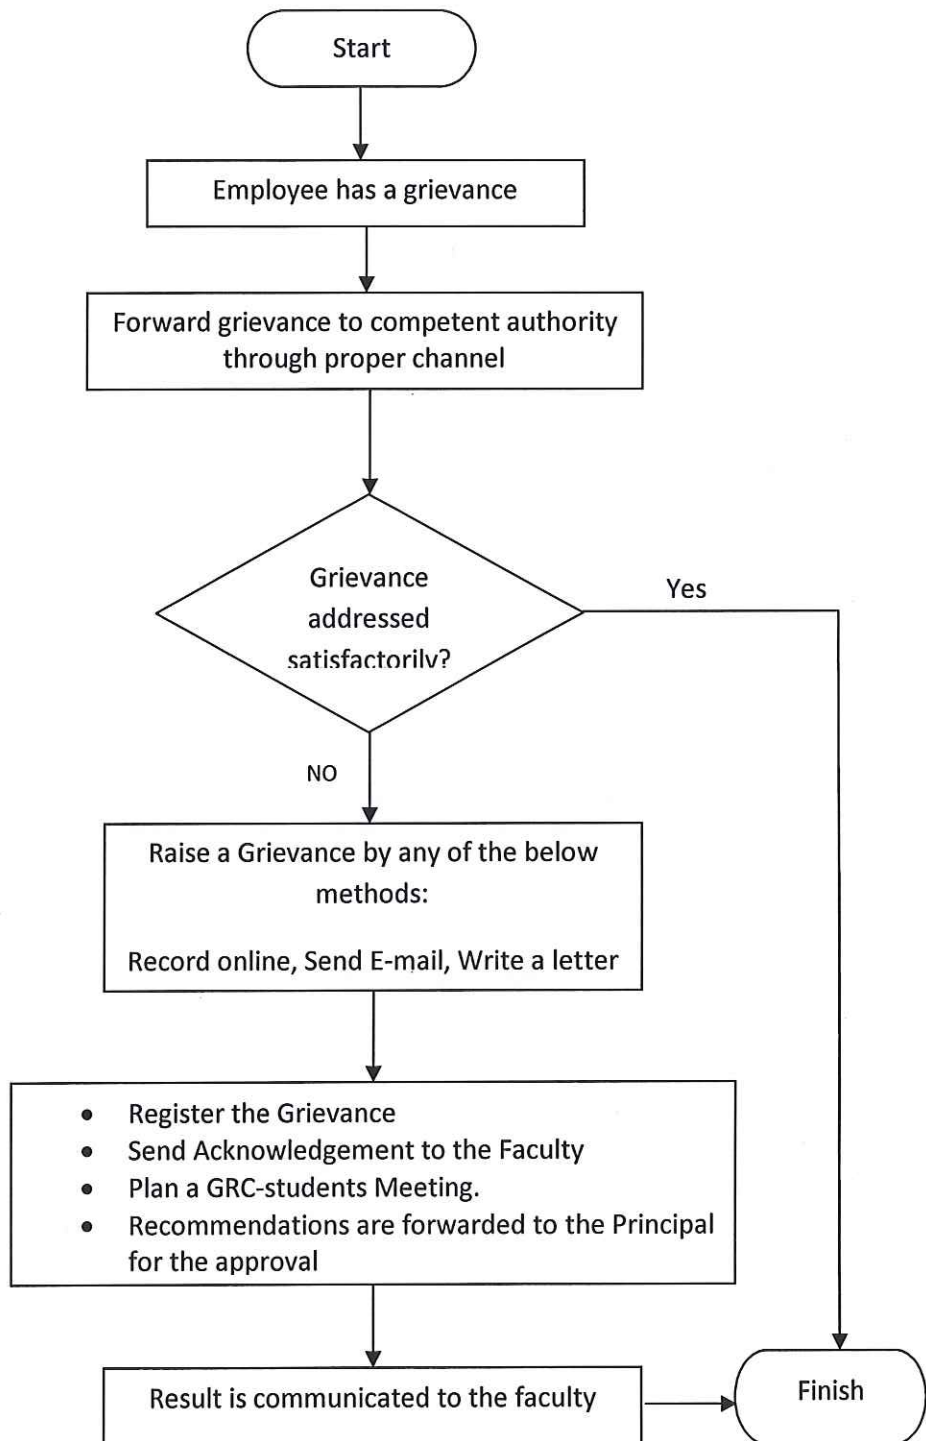 Start
Employee has a grievance
Forward grievance to competent authority
through proper channel
Grievance
addressed
satisfactorily?
Yes
NO
Raise a Grievance by any of the below
methods:
Record online, Send E-mail, Write a letter
• Register the Grievance
• Send Acknowledgement to the Faculty
• Plan a GRC-students Meeting.
• Recommendations are forwarded to the Principal
for the approval
Result is communicated to the faculty
Finish